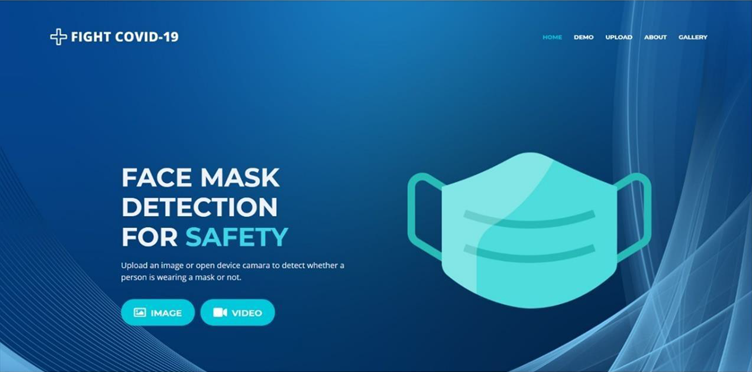 FIGHT COVID-19
HOME DEMO UPLOAD ABOUT GALLERY
FACE MASK
DETECTION
FOR SAFETY
Upload an image or open device camara to detect whether a
person is wearing a mask or not.
IMAGE VIDEO